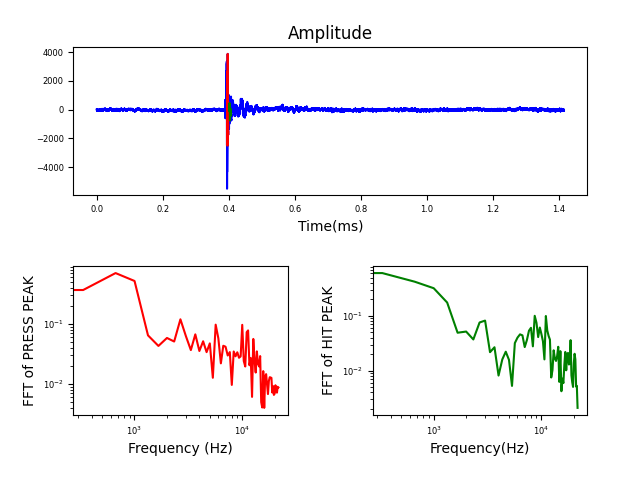 Amplitude
4000
2000
0
−2000
−4000
0.0 0.2 0.4 0.6 0.8 1.0 1.2 1.4
Time(ms)
FFT of PRESS PEAK
10⁻¹
10⁻²
10³ 10⁴
Frequency (Hz)
FFT of HIT PEAK
10⁻¹
10⁻²
10³ 10⁴
Frequency(Hz)